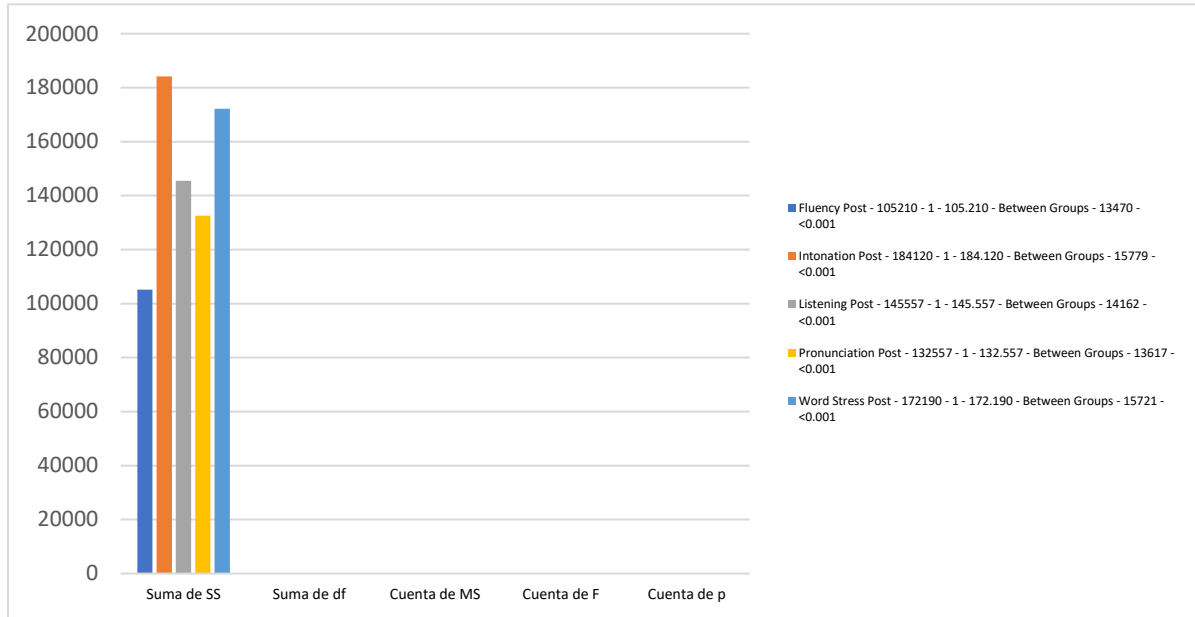 200000
180000
160000
140000
120000
100000
80000
60000
40000
20000
0
Suma de SS
Suma de df
Cuenta de MS
Cuenta de F
Cuenta de p
Fluency Post - 105210 - 1 - 105.210 - Between Groups - 13470 -
<0.001
Intonation Post - 184120 - 1 - 184.120 - Between Groups - 15779 -
<0.001
Listening Post - 145557 - 1 - 145.557 - Between Groups - 14162 -
<0.001
Pronunciation Post - 132557 - 1 - 132.557 - Between Groups - 13617 -
<0.001
Word Stress Post - 172190 - 1 - 172.190 - Between Groups - 15721 -
<0.001